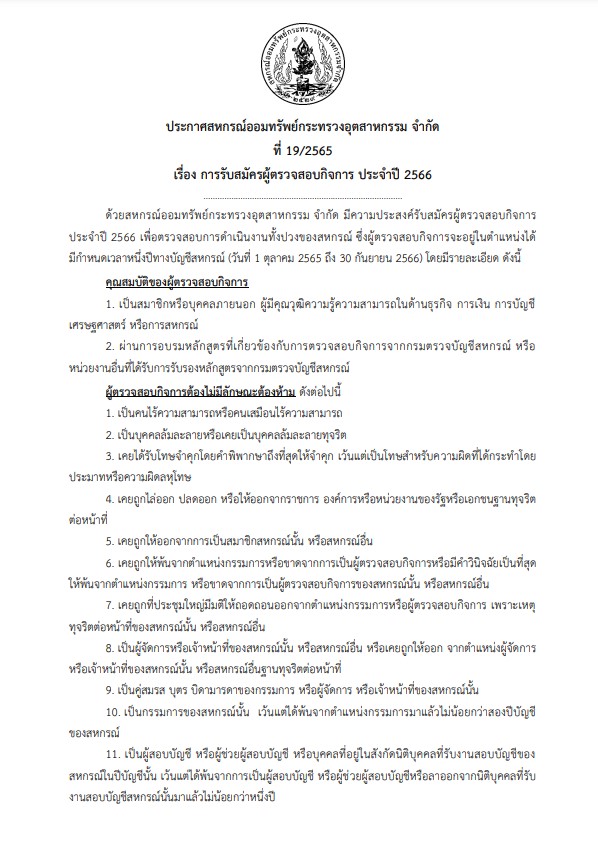 สหกรณ์ออมทรัพย์กระทรวงอุตสาหกรรมจำกัด
๒๕๒๙
ประกาศสหกรณ์ออมทรัพย์กระทรวงอุตสาหกรรม จำกัด
ที่ 19/2565
เรื่อง การรับสมัครผู้ตรวจสอบกิจการ ประจำปี 2566
ด้วยสหกรณ์ออมทรัพย์กระทรวงอุตสาหกรรม จำกัด มีความประสงค์รับสมัครผู้ตรวจสอบกิจการ
ประจำปี 2566 เพื่อตรวจสอบการดำเนินงานทั้งปวงของสหกรณ์ ซึ่งผู้ตรวจสอบกิจการจะอยู่ในตำแหน่งได้
มีกำหนดเวลาหนึ่งปีทางบัญชีสหกรณ์ (วันที่ 1 ตุลาคม 2565 ถึง 30 กันยายน 2566) โดยมีรายละเอียด ดังนี้
คุณสมบัติของผู้ตรวจสอบกิจการ
1. เป็นสมาชิกหรือบุคคลภายนอก ผู้มีคุณวุฒิความรู้ความสามารถในด้านธุรกิจ การเงิน การบัญชี
เศรษฐศาสตร์ หรือการสหกรณ์
2. ผ่านการอบรมหลักสูตรที่เกี่ยวข้องกับการตรวจสอบกิจการจากกรมตรวจบัญชีสหกรณ์ หรือ
หน่วยงานอื่นที่ได้รับการรับรองหลักสูตรจากกรมตรวจบัญชีสหกรณ์
ผู้ตรวจสอบกิจการต้องไม่มีลักษณะต้องห้าม ดังต่อไปนี้
1. เป็นคนไร้ความสามารถหรือคนเสมือนไร้ความสามารถ
2. เป็นบุคคลล้มละลายหรือเคยเป็นบุคคลล้มละลายทุจริต
3. เคยได้รับโทษจำคุกโดยคำพิพากษาถึงที่สุดให้จำคุก เว้นแต่เป็นโทษสำหรับความผิดที่ได้กระทำโดย
ประมาทหรือความผิดลหุโทษ
4. เคยถูกไล่ออก ปลดออก หรือให้ออกจากราชการ องค์การหรือหน่วยงานของรัฐหรือเอกชนฐานทุจริต
ต่อหน้าที่
5. เคยถูกให้ออกจากการเป็นสมาชิกสหกรณ์นั้น หรือสหกรณ์อื่น
6. เคยถูกให้พ้นจากตำแหน่งกรรมการหรือขาดจากการเป็นผู้ตรวจสอบกิจการหรือมีคำวินิจฉัยเป็นที่สุด
ให้พ้นจากตำแหน่งกรรมการ หรือขาดจากการเป็นผู้ตรวจสอบกิจการของสหกรณ์นั้น หรือสหกรณ์อื่น
7. เคยถูกที่ประชุมใหญ่มีมติให้ถอดถอนออกจากตำแหน่งกรรมการหรือผู้ตรวจสอบกิจการ เพราะเหตุ
ทุจริตต่อหน้าที่ของสหกรณ์นั้น หรือสหกรณ์อื่น
8. เป็นผู้จัดการหรือเจ้าหน้าที่ของสหกรณ์นั้น หรือสหกรณ์อื่น หรือเคยถูกให้ออก จากตำแหน่งผู้จัดการ
หรือเจ้าหน้าที่ของสหกรณ์นั้น หรือสหกรณ์อื่นฐานทุจริตต่อหน้าที่
9. เป็นคู่สมรส บุตร บิดามารดาของกรรมการ หรือผู้จัดการ หรือเจ้าหน้าที่ของสหกรณ์นั้น
10. เป็นกรรมการของสหกรณ์นั้น เว้นแต่ได้พ้นจากตำแหน่งกรรมการมาแล้วไม่น้อยกว่าสองปีบัญชี
ของสหกรณ์
11. เป็นผู้สอบบัญชี หรือผู้ช่วยผู้สอบบัญชี หรือบุคคลที่อยู่ในสังกัดนิติบุคคลที่รับงานสอบบัญชีของ
สหกรณ์ในปีบัญชีนั้น เว้นแต่ได้พ้นจากการเป็นผู้สอบบัญชี หรือผู้ช่วยผู้สอบบัญชีหรือลาออกจากนิติบุคคลที่รับ
งานสอบบัญชีสหกรณ์นั้นมาแล้วไม่น้อยกว่าหนึ่งปี